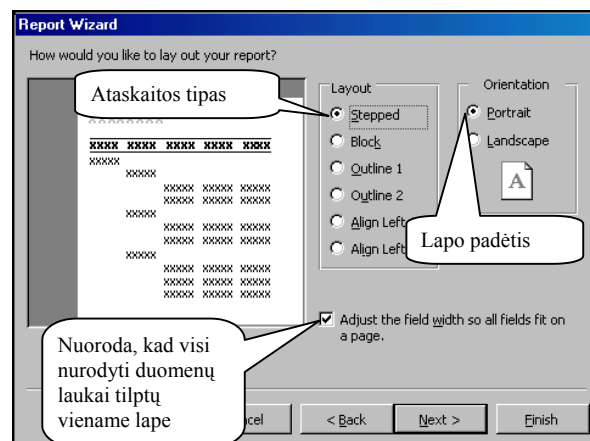 Report Wizard
How would you like to lay out your report?
Ataskaitos tipas
XXXX XXXX XXXX XXXX XXXX
XXXXX
XXXXX
XXXXX XXXXX XXXXX
XXXXX XXXXX XXXXX
XXXXX
XXXXX XXXXX XXXXX
XXXXX XXXXX XXXXX
XXXXX
XXXXX XXXXX XXXXX
XXXXX XXXXX XXXXX
XXXXX XXXXX XXXXX
Layout
Stepped
Block
Outline 1
Outline 2
Align Left
Align Left
Orientation
Portrait
Landscape
A
Lapo padėtis
Adjust the field width so all fields fit on
a page.
Nuoroda, kad visi
nurodyti duomenų
laukai tilptų
viename lape
< Back
Next >
Finish